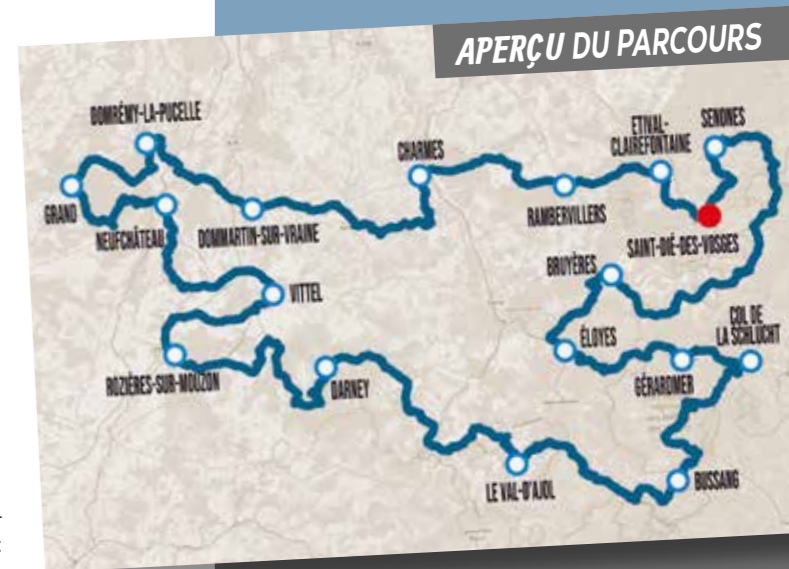 APERÇU DU PARCOURS
DOMRÉMY-LA-PUCELLE
CHARMES
ETIVAL-
CLAIREFONTAINE
SENONES
GRAND
NEUFCHÂTEAU
DOMMARTIN-SUR-VRAINE
RAMBERVILLERS
SAINT-DIÉ-DES-VOSGES
BRUYÈRES
VITTEL
COL DE
LA SCHLUCHT
ÉLOYES
ROZIÈRES-SUR-MOUZON
DARNEY
GÉRARDMER
LE VAL-D'AJOL
BUSSANG